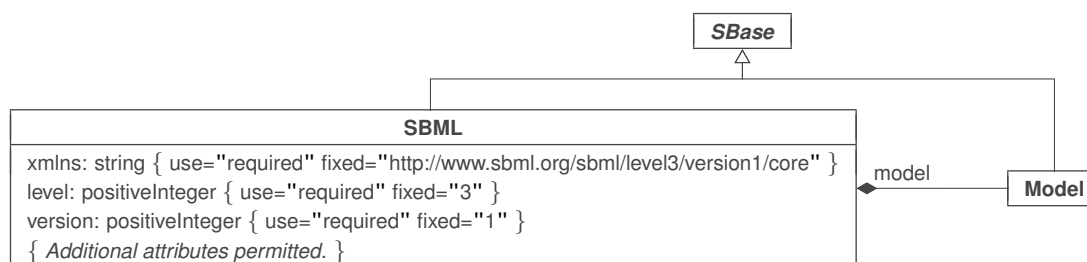 SBase
SBML
xmlns: string { use="required" fixed="http://www.sbml.org/sbml/level3/version1/core" }
level: positiveInteger { use="required" fixed="3" }
version: positiveInteger { use="required" fixed="1" }
{ Additional attributes permitted. }
model
Model